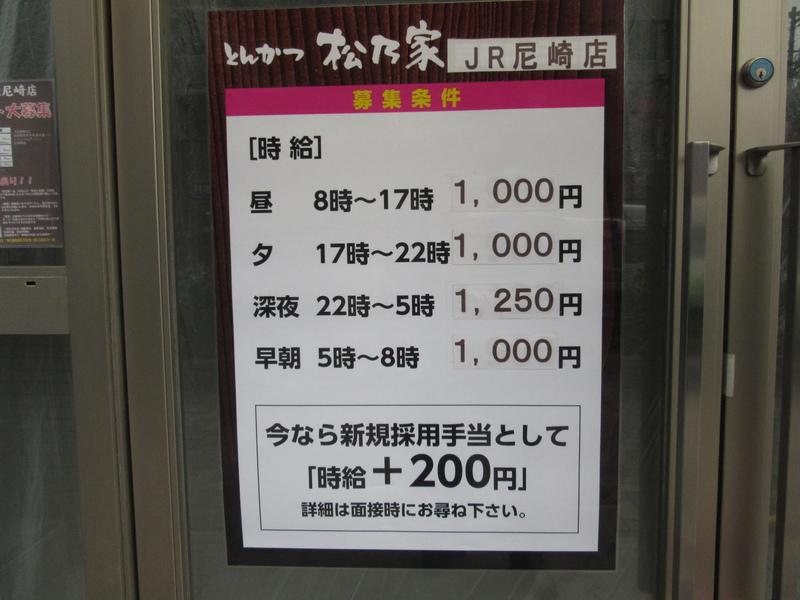 とんかつ 松乃家 JR尼崎店
募集条件
[時給]
昼 8時～17時 1,000円
夕 17時～22時 1,000円
深夜 22時～5時 1,250円
早朝 5時～8時 1,000円
今なら新規採用手当として
「時給＋200円」
詳細は面接時にお尋ね下さい。
尼崎店
大募集